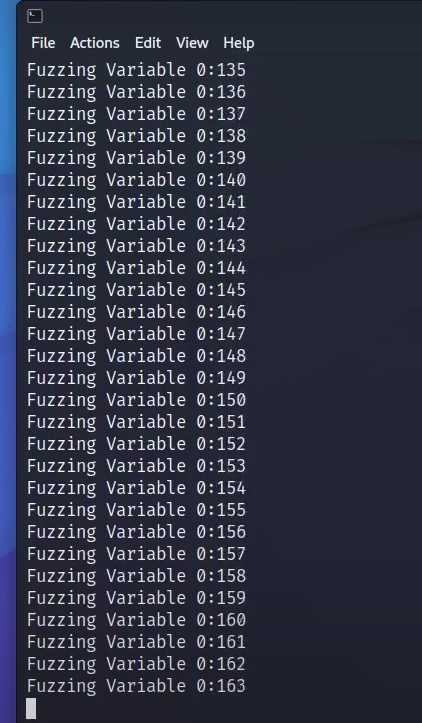 File Actions Edit View Help
Fuzzing Variable 0:135
Fuzzing Variable 0:136
Fuzzing Variable 0:137
Fuzzing Variable 0:138
Fuzzing Variable 0:139
Fuzzing Variable 0:140
Fuzzing Variable 0:141
Fuzzing Variable 0:142
Fuzzing Variable 0:143
Fuzzing Variable 0:144
Fuzzing Variable 0:145
Fuzzing Variable 0:146
Fuzzing Variable 0:147
Fuzzing Variable 0:148
Fuzzing Variable 0:149
Fuzzing Variable 0:150
Fuzzing Variable 0:151
Fuzzing Variable 0:152
Fuzzing Variable 0:153
Fuzzing Variable 0:154
Fuzzing Variable 0:155
Fuzzing Variable 0:156
Fuzzing Variable 0:157
Fuzzing Variable 0:158
Fuzzing Variable 0:159
Fuzzing Variable 0:160
Fuzzing Variable 0:161
Fuzzing Variable 0:162
Fuzzing Variable 0:163